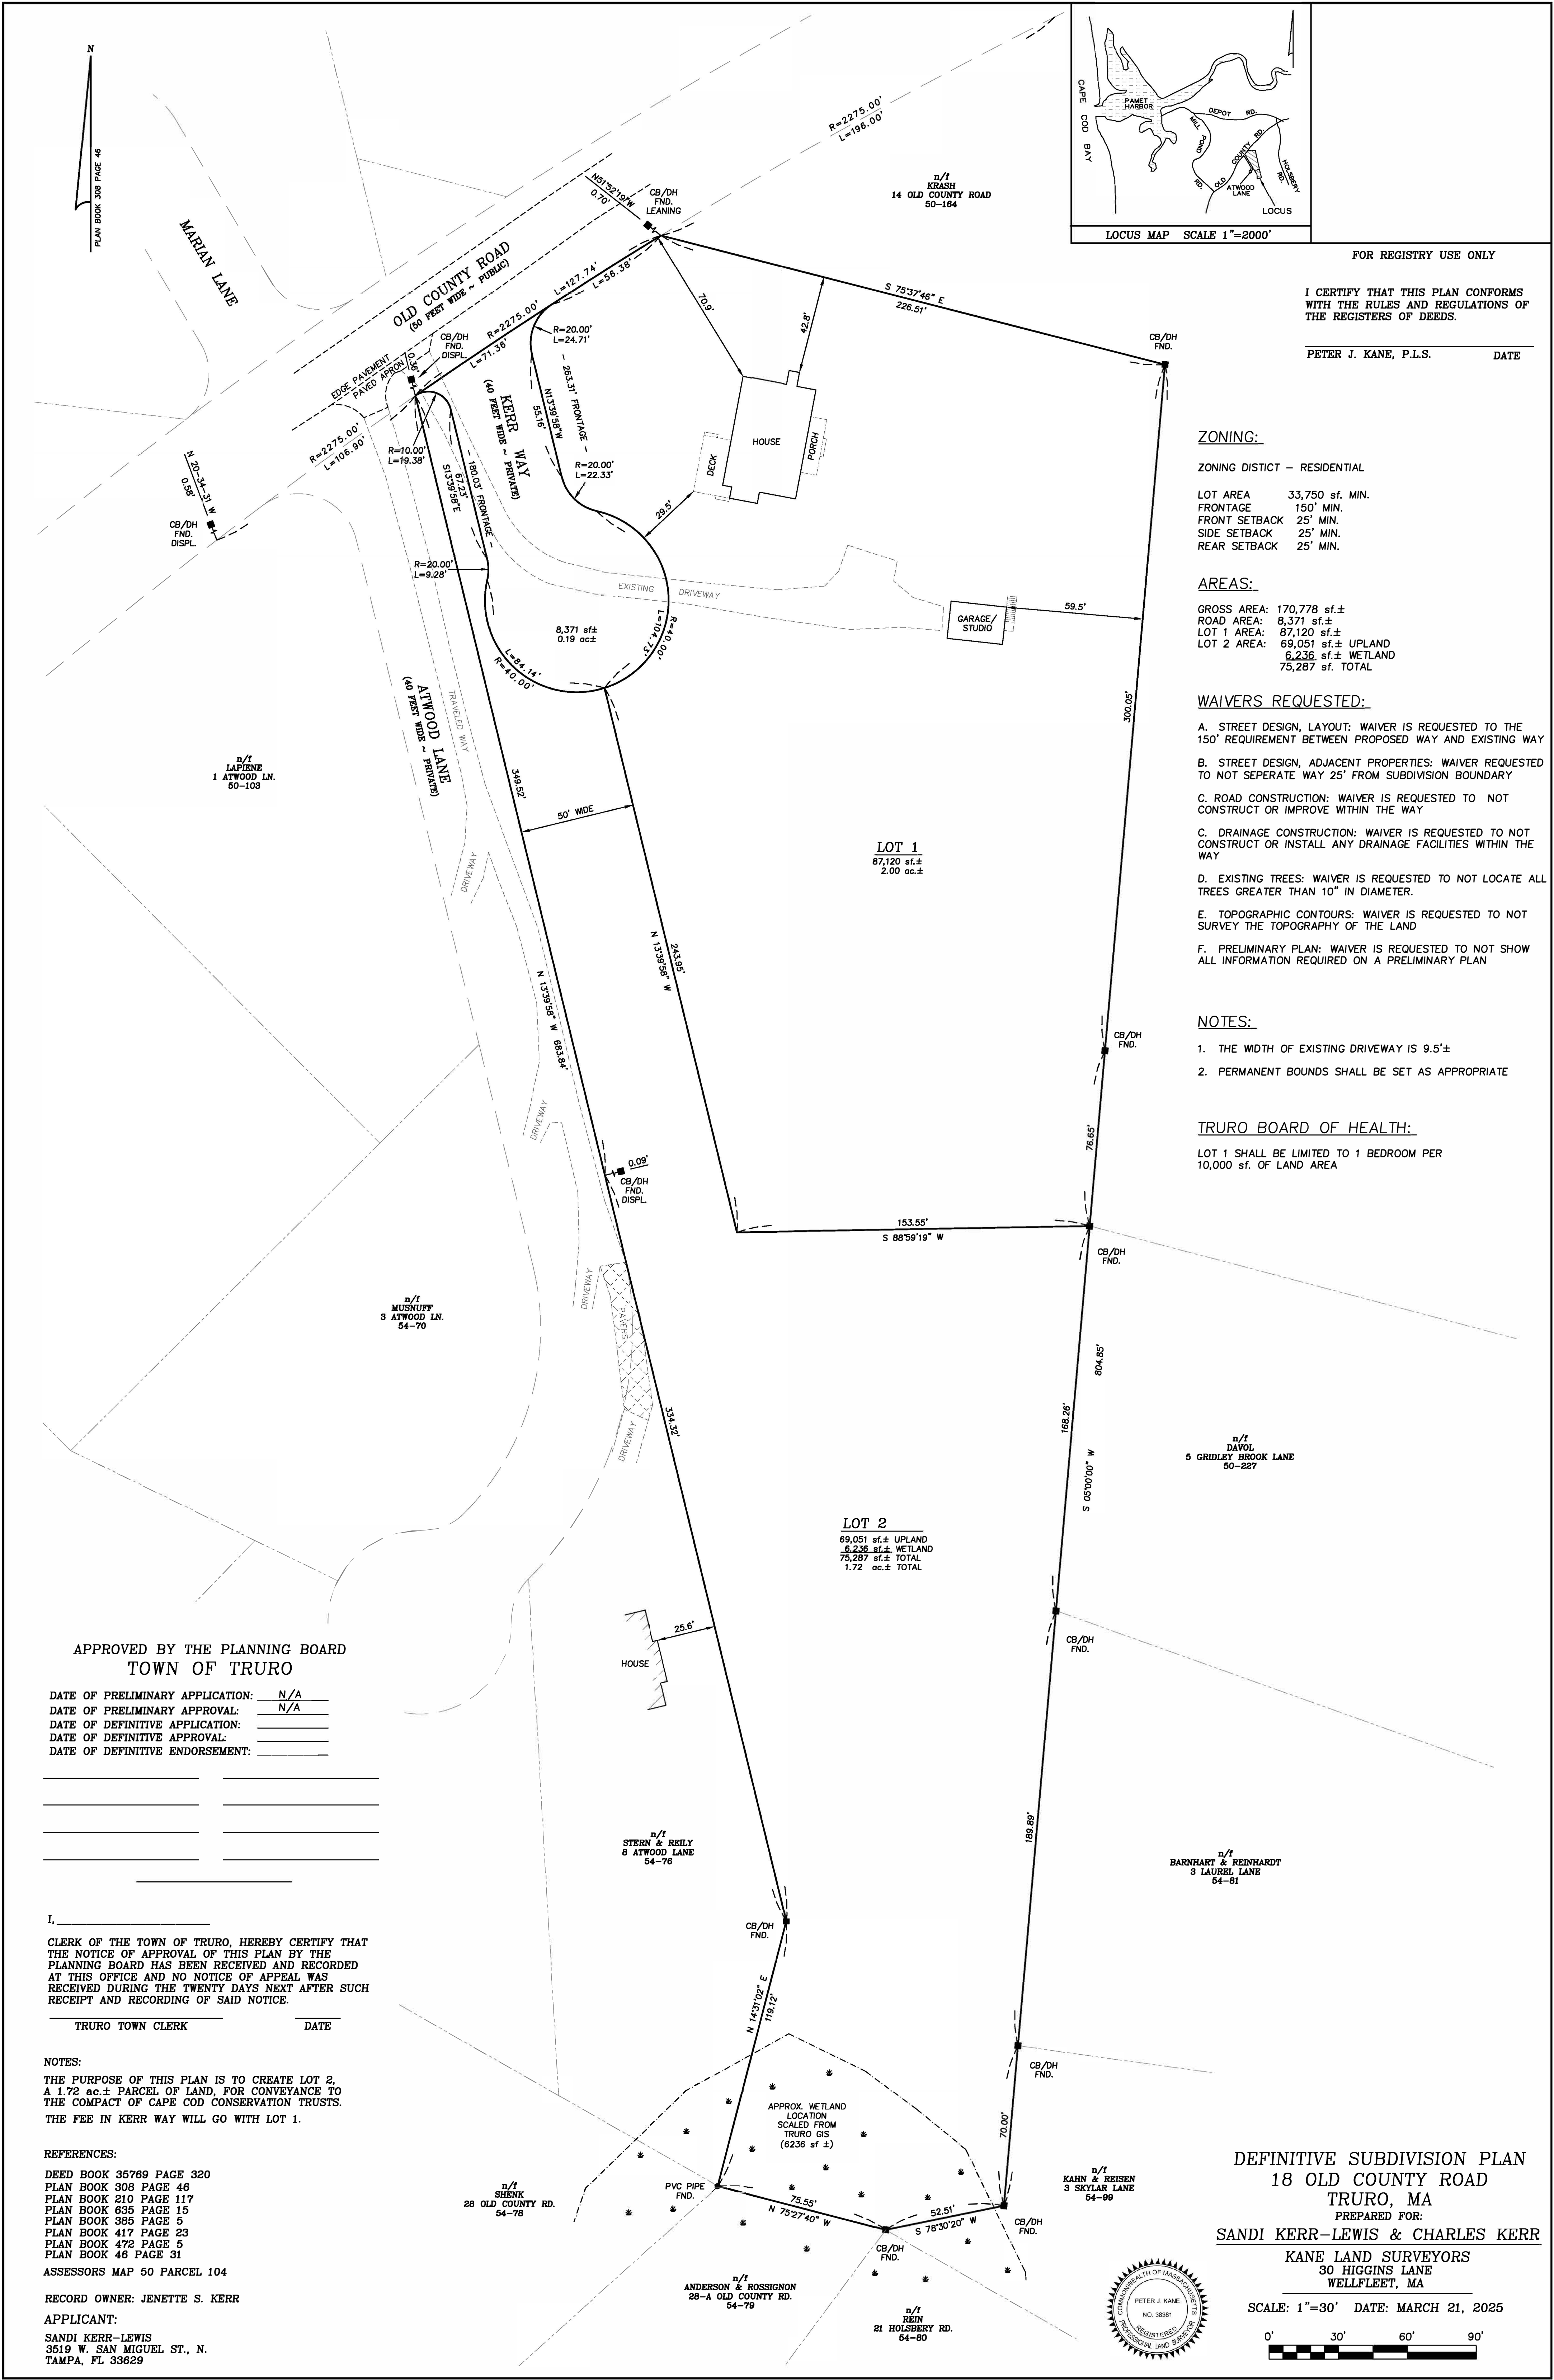 N
PLAN BOOK 308 PAGE 46
MARIAN LANE
OLD COUNTY ROAD
(50 FEET WIDE ~ PUBLIC)
EDGE PAVEMENT
PAVED APRON
N51°52'19"W
0.70'
CB/DH
FND.
LEANING
R=2275.00'
L=196.00'
n/f
KRASH
14 OLD COUNTY ROAD
50-164
CAPE COD BAY
PAMET
HARBOR
DEPOT RD.
MILL POND RD.
OLD COUNTY RD.
HOLSBERY RD.
ATWOOD
LANE
LOCUS
LOCUS MAP SCALE 1"=2000'
FOR REGISTRY USE ONLY
I CERTIFY THAT THIS PLAN CONFORMS
WITH THE RULES AND REGULATIONS OF
THE REGISTERS OF DEEDS.
PETER J. KANE, P.L.S. DATE
L=127.74'
L=56.38'
R=2275.00'
L=71.36'
CB/DH
FND.
DISPL.
0.36'
R=2275.00'
L=106.90'
N 20-34-31 W
0.58'
CB/DH
FND.
DISPL.
R=20.00'
L=24.71'
- 263.31' FRONTAGE -
N13°39'58"W
55.16'
KERR WAY
(40 FEET WIDE ~ PRIVATE)
R=10.00'
L=19.38'
- 180.03' FRONTAGE -
67.23'
S13°39'58"E
R=20.00'
L=22.33'
R=20.00'
L=9.28'
70.9'
42.8'
S 75°37'46" E
226.51'
CB/DH
FND.
HOUSE
DECK
PORCH
29.5'
EXISTING DRIVEWAY
GARAGE/
STUDIO
59.5'
8,371 sf±
0.19 ac±
L=104.73'
R=40.00'
L=84.14'
R=40.00'
ATWOOD LANE
(40 FEET WIDE ~ PRIVATE)
TRAVELED WAY
300.05'
n/f
LAPIENE
1 ATWOOD LN.
50-103
349.52'
50' WIDE
DRIVEWAY
LOT 1
87,120 sf.±
2.00 ac.±
243.95'
N 13°39'58" W
N 13°39'58" W 683.84'
CB/DH
FND.
76.65'
DRIVEWAY
0.09'
CB/DH
FND.
DISPL.
153.55'
S 88°59'19" W
CB/DH
FND.
DRIVEWAY
PAVERS
DRIVEWAY
n/f
MUSNUFF
3 ATWOOD LN.
54-70
334.32'
804.85'
168.26'
S 05°00'00" W
n/f
DAVOL
5 GRIDLEY BROOK LANE
50-227
LOT 2
69,051 sf.± UPLAND
6,236 sf.± WETLAND
75,287 sf.± TOTAL
1.72 ac.± TOTAL
25.6'
HOUSE
CB/DH
FND.
189.89'
n/f
STERN & REILY
8 ATWOOD LANE
54-76
n/f
BARNHART & REINHARDT
3 LAUREL LANE
54-81
CB/DH
FND.
N 14°31'02" E
119.12'
CB/DH
FND.
APPROX. WETLAND
LOCATION
SCALED FROM
TRURO GIS
(6236 sf ±)
70.00'
PVC PIPE
FND.
75.55'
N 75°27'40" W
52.51'
S 78°30'20" W
CB/DH
FND.
CB/DH
FND.
n/f
KAHN & REISEN
3 SKYLAR LANE
54-99
n/f
SHENK
28 OLD COUNTY RD.
54-78
n/f
ANDERSON & ROSSIGNON
28-A OLD COUNTY RD.
54-79
n/f
REIN
21 HOLSBERY RD.
54-80
ZONING:
ZONING DISTICT - RESIDENTIAL
LOT AREA 33,750 sf. MIN.
FRONTAGE 150' MIN.
FRONT SETBACK 25' MIN.
SIDE SETBACK 25' MIN.
REAR SETBACK 25' MIN.
AREAS:
GROSS AREA: 170,778 sf.±
ROAD AREA: 8,371 sf.±
LOT 1 AREA: 87,120 sf.±
LOT 2 AREA: 69,051 sf.± UPLAND
6,236 sf.± WETLAND
75,287 sf. TOTAL
WAIVERS REQUESTED:
A. STREET DESIGN, LAYOUT: WAIVER IS REQUESTED TO THE
150' REQUIREMENT BETWEEN PROPOSED WAY AND EXISTING WAY
B. STREET DESIGN, ADJACENT PROPERTIES: WAIVER REQUESTED
TO NOT SEPERATE WAY 25' FROM SUBDIVISION BOUNDARY
C. ROAD CONSTRUCTION: WAIVER IS REQUESTED TO NOT
CONSTRUCT OR IMPROVE WITHIN THE WAY
C. DRAINAGE CONSTRUCTION: WAIVER IS REQUESTED TO NOT
CONSTRUCT OR INSTALL ANY DRAINAGE FACILITIES WITHIN THE
WAY
D. EXISTING TREES: WAIVER IS REQUESTED TO NOT LOCATE ALL
TREES GREATER THAN 10" IN DIAMETER.
E. TOPOGRAPHIC CONTOURS: WAIVER IS REQUESTED TO NOT
SURVEY THE TOPOGRAPHY OF THE LAND
F. PRELIMINARY PLAN: WAIVER IS REQUESTED TO NOT SHOW
ALL INFORMATION REQUIRED ON A PRELIMINARY PLAN
NOTES:
1. THE WIDTH OF EXISTING DRIVEWAY IS 9.5'±
2. PERMANENT BOUNDS SHALL BE SET AS APPROPRIATE
TRURO BOARD OF HEALTH:
LOT 1 SHALL BE LIMITED TO 1 BEDROOM PER
10,000 sf. OF LAND AREA
APPROVED BY THE PLANNING BOARD
TOWN OF TRURO
DATE OF PRELIMINARY APPLICATION: N/A
DATE OF PRELIMINARY APPROVAL: N/A
DATE OF DEFINITIVE APPLICATION:
DATE OF DEFINITIVE APPROVAL:
DATE OF DEFINITIVE ENDORSEMENT:
I,
CLERK OF THE TOWN OF TRURO, HEREBY CERTIFY THAT
THE NOTICE OF APPROVAL OF THIS PLAN BY THE
PLANNING BOARD HAS BEEN RECEIVED AND RECORDED
AT THIS OFFICE AND NO NOTICE OF APPEAL WAS
RECEIVED DURING THE TWENTY DAYS NEXT AFTER SUCH
RECEIPT AND RECORDING OF SAID NOTICE.
TRURO TOWN CLERK DATE
NOTES:
THE PURPOSE OF THIS PLAN IS TO CREATE LOT 2,
A 1.72 ac.± PARCEL OF LAND, FOR CONVEYANCE TO
THE COMPACT OF CAPE COD CONSERVATION TRUSTS.
THE FEE IN KERR WAY WILL GO WITH LOT 1.
REFERENCES:
DEED BOOK 35769 PAGE 320
PLAN BOOK 308 PAGE 46
PLAN BOOK 210 PAGE 117
PLAN BOOK 635 PAGE 15
PLAN BOOK 385 PAGE 5
PLAN BOOK 417 PAGE 23
PLAN BOOK 472 PAGE 5
PLAN BOOK 46 PAGE 31
ASSESSORS MAP 50 PARCEL 104
RECORD OWNER: JENETTE S. KERR
APPLICANT:
SANDI KERR-LEWIS
3519 W. SAN MIGUEL ST., N.
TAMPA, FL 33629
COMMONWEALTH OF MASSACHUSETTS
PETER J. KANE
NO. 38381
REGISTERED
PROFESSIONAL LAND SURVEYOR
DEFINITIVE SUBDIVISION PLAN
18 OLD COUNTY ROAD
TRURO, MA
PREPARED FOR:
SANDI KERR-LEWIS & CHARLES KERR
KANE LAND SURVEYORS
30 HIGGINS LANE
WELLFLEET, MA
SCALE: 1"=30' DATE: MARCH 21, 2025
0' 30' 60' 90'